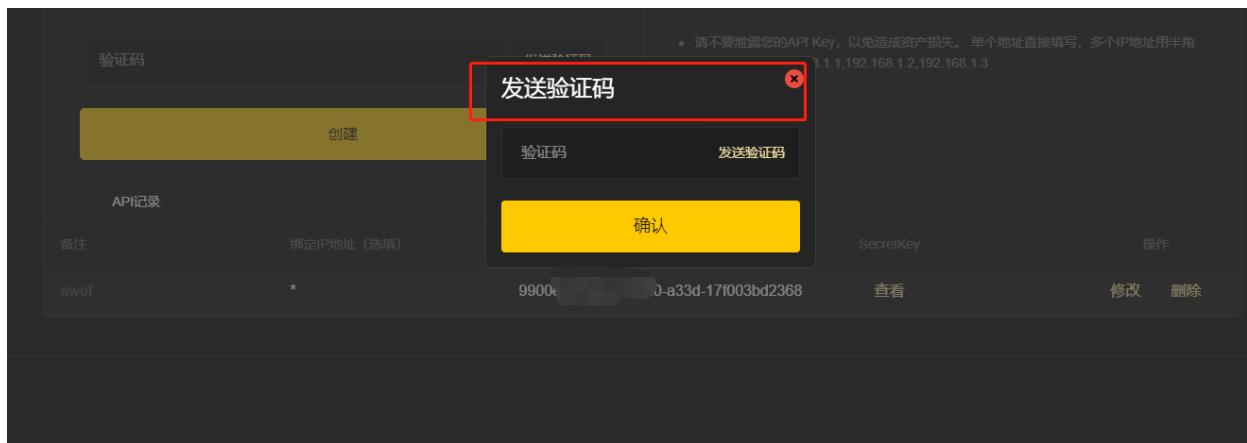 请不要泄露您的API Key，以免造成资产损失。 单个地址直接填写，多个IP地址用半角
验证码
3.1.1,192.168.1.2,192.168.1.3
发送验证码
创建
验证码 发送验证码
API记录
确认
备注 绑定IP地址（选填） SecretKey 操作
awef * 9900 0-a33d-17f003bd2368 查看 修改 删除